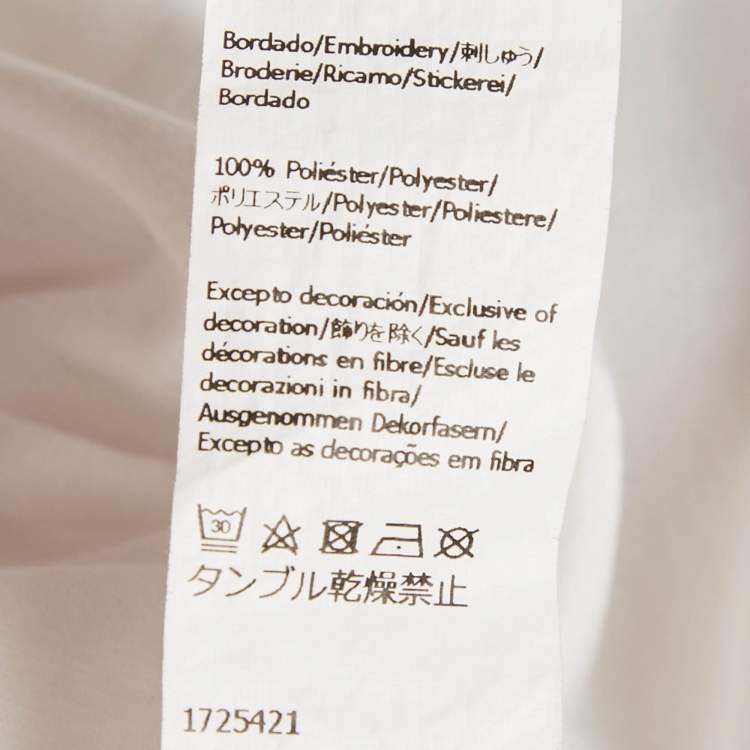 Bordado/Embroidery/刺しゅう/
Broderie/Ricamo/Stickerei/
Bordado
100% Poliéster/Polyester/
ポリエステル/Polyester/Poliestere/
Polyester/Poliéster
Excepto decoración/Exclusive of
decoration/飾りを除く/Sauf les
décorations en fibre/Escluse le
decorazioni in fibra/
Ausgenommen Dekorfasern/
Excepto as decorações em fibra
30
タンブル乾燥禁止
1725421